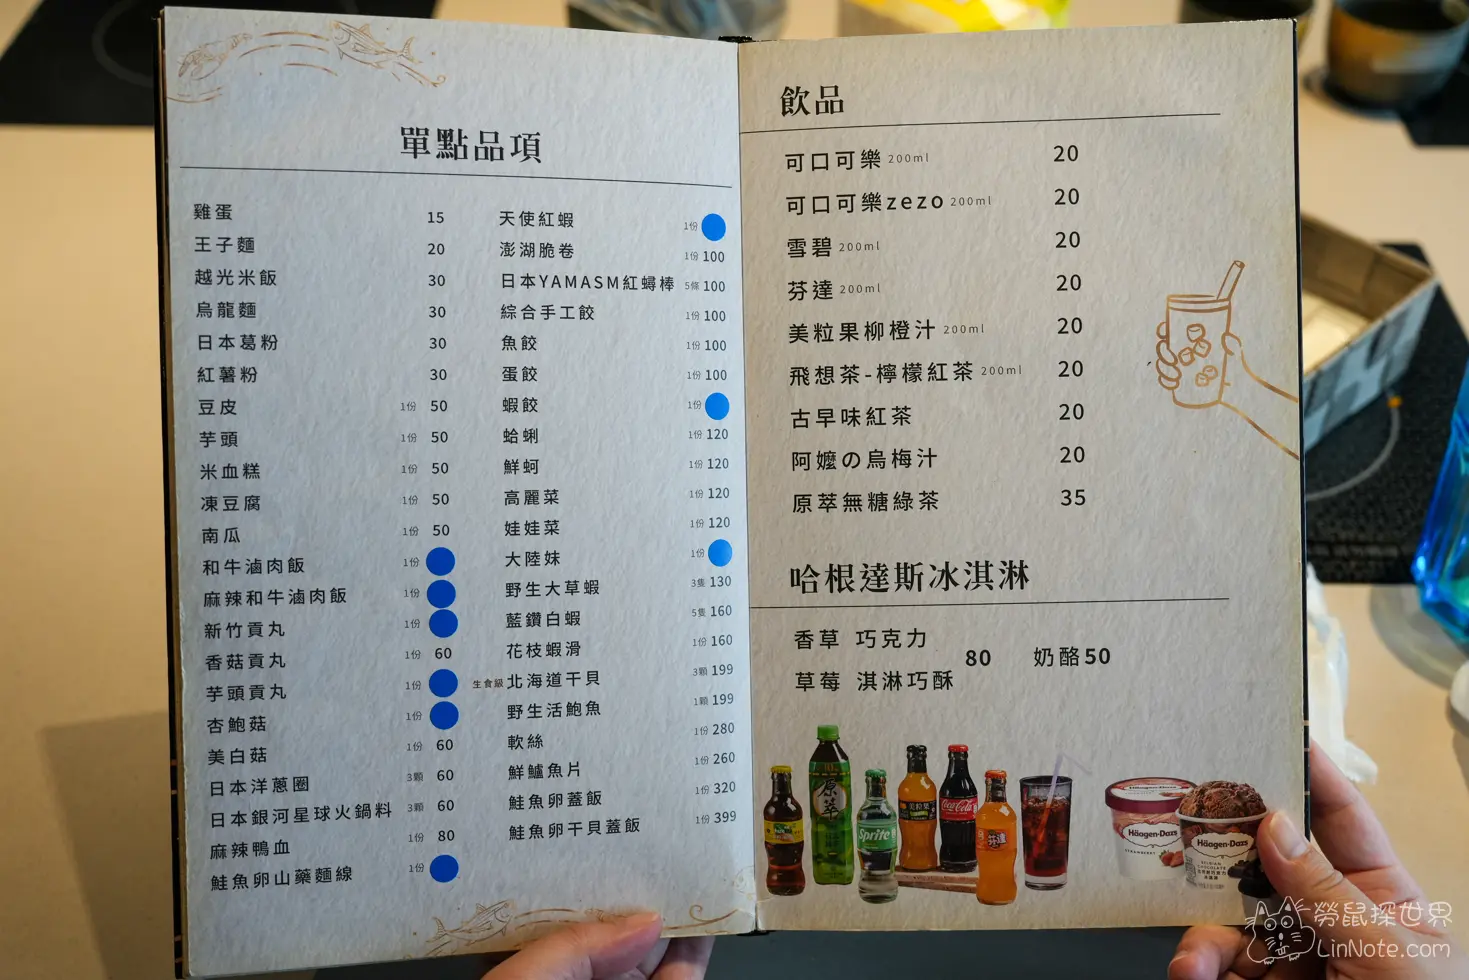 單點品項
雞蛋 15
王子麵 20
越光米飯 30
烏龍麵 30
日本葛粉 30
紅薯粉 30
豆皮 1份 50
芋頭 1份 50
米血糕 1份 50
凍豆腐 1份 50
南瓜 1份 50
和牛滷肉飯 1份
麻辣和牛滷肉飯 1份
新竹貢丸 1份
香菇貢丸 1份 60
芋頭貢丸 1份
杏鮑菇 1份
美白菇 1份 60
日本洋蔥圈 3顆 60
日本銀河星球火鍋料 3顆 60
麻辣鴨血 1份 80
鮭魚卵山藥麵線 1份
天使紅蝦 1份
澎湖脆卷 1份 100
日本YAMASM紅蟳棒 5條 100
綜合手工餃 1份 100
魚餃 1份 100
蛋餃 1份 100
蝦餃 1份
蛤蜊 1份 120
鮮蚵 1份 120
高麗菜 1份 120
娃娃菜 1份 120
大陸妹 1份
野生大草蝦 3隻 130
藍鑽白蝦 5隻 160
花枝蝦滑 1份 160
生食級北海道干貝 3顆 199
野生活鮑魚 1顆 199
軟絲 1份 280
鮮鱸魚片 1份 260
鮭魚卵蓋飯 1份 320
鮭魚卵干貝蓋飯 1份 399
飲品
可口可樂 200ml 20
可口可樂zezo 200ml 20
雪碧 200ml 20
芬達 200ml 20
美粒果柳橙汁 200ml 20
飛想茶-檸檬紅茶 200ml 20
古早味紅茶 20
阿嬤の烏梅汁 20
原萃無糖綠茶 35
哈根達斯冰淇淋
香草 巧克力
草莓 淇淋巧酥
80 奶酪50
原萃
Sprite
美粒果
Coca-Cola
芬達
Häagen-Dazs
STRAWBERRY
Häagen-Dazs
BELGIAN
CHOCOLATE
勞鼠探世界
LinNote.com